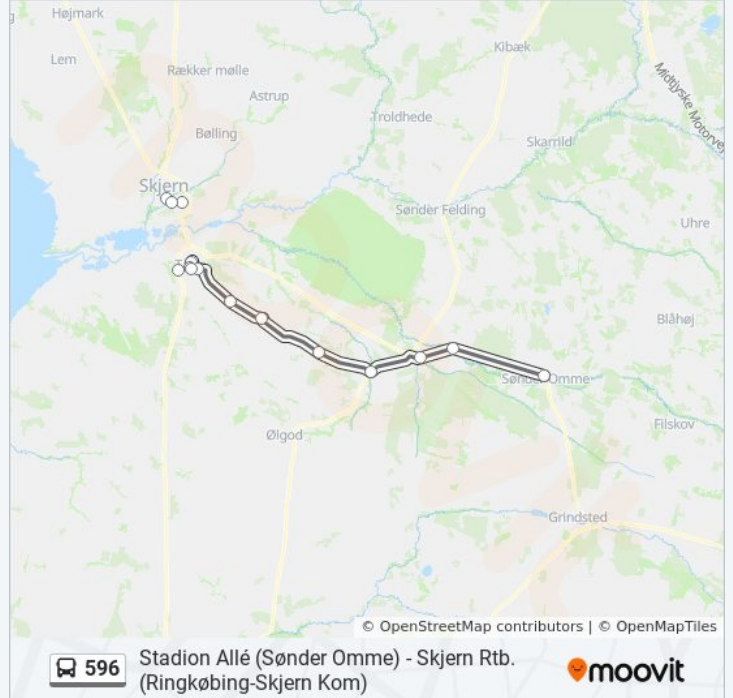 Højmark
Kibæk
Lem
Rækker mølle
Midtjyske Motorvej
Astrup
Troldhede
Bølling
Skarrild
Skjern
Sønder Felding
Uhre
Blåhøj
Sønder Omme
Filskov
Ølgod
Grindsted
© OpenStreetMap contributors | © OpenMapTiles
596
Stadion Allé (Sønder Omme) - Skjern Rtb.
(Ringkøbing-Skjern Kom)
moovit